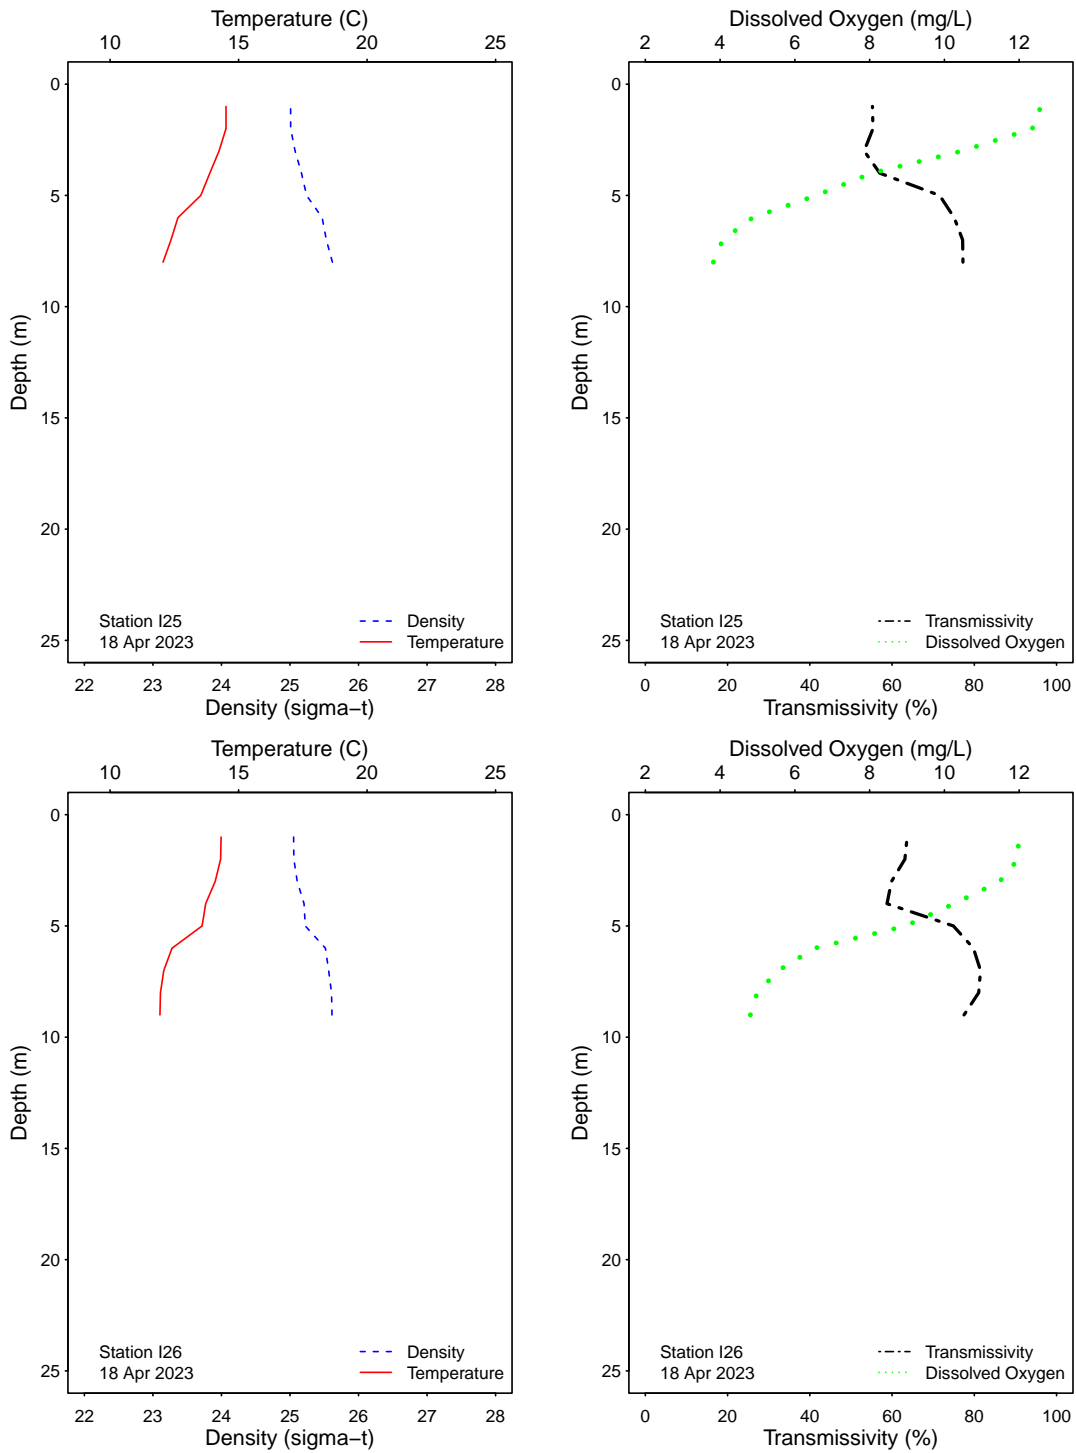 Temperature (C)
10 15 20 25
0
5
10
15
20
25
Depth (m)
Station I25
18 Apr 2023
Density
Temperature
22 23 24 25 26 27 28
Density (sigma−t)
Dissolved Oxygen (mg/L)
2 4 6 8 10 12
0
5
10
15
20
25
Depth (m)
Station I25
18 Apr 2023
Transmissivity
Dissolved Oxygen
0 20 40 60 80 100
Transmissivity (%)
Temperature (C)
10 15 20 25
0
5
10
15
20
25
Depth (m)
Station I26
18 Apr 2023
Density
Temperature
22 23 24 25 26 27 28
Density (sigma−t)
Dissolved Oxygen (mg/L)
2 4 6 8 10 12
0
5
10
15
20
25
Depth (m)
Station I26
18 Apr 2023
Transmissivity
Dissolved Oxygen
0 20 40 60 80 100
Transmissivity (%)